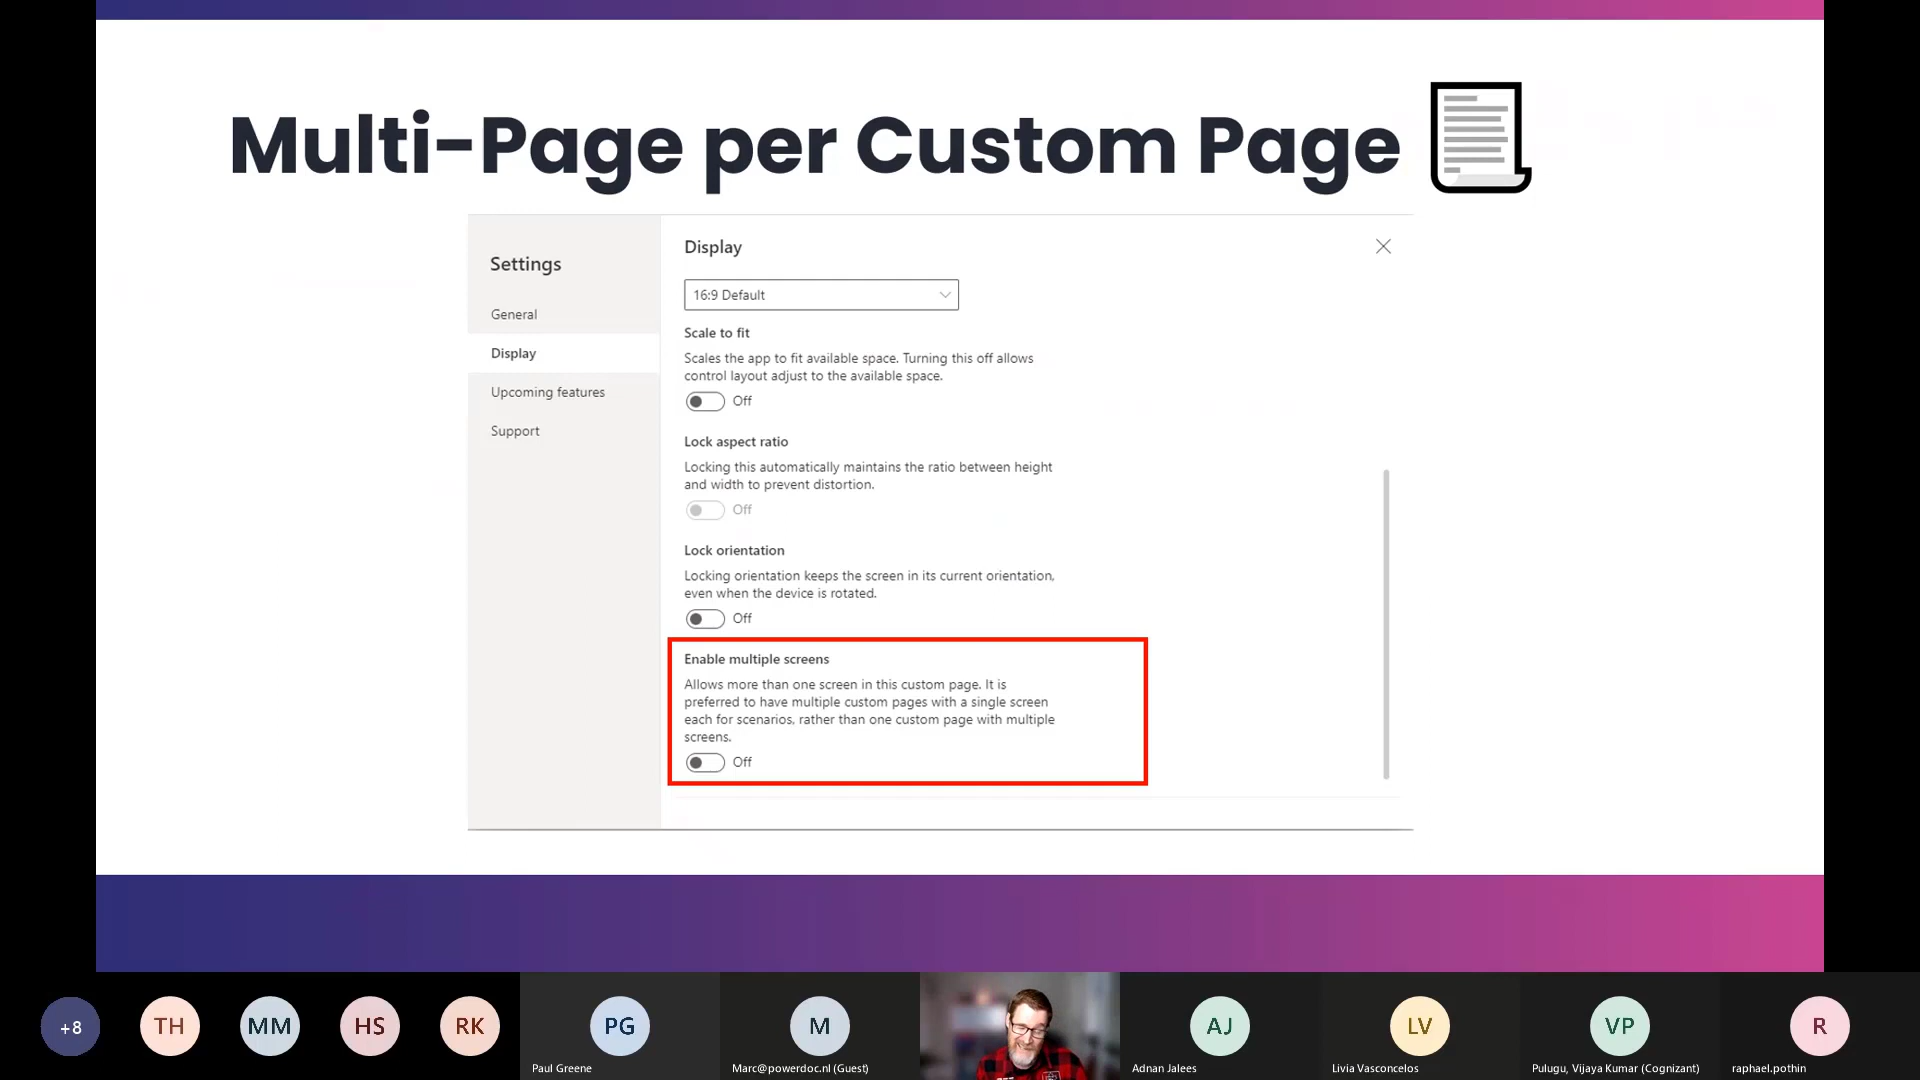 Multi-Page per Custom Page
Settings
General
Display
Upcoming features
Support
Display
16:9 Default
Scale to fit
Scales the app to fit available space. Turning this off allows
control layout adjust to the available space.
Off
Lock aspect ratio
Locking this automatically maintains the ratio between height
and width to prevent distortion.
Off
Lock orientation
Locking orientation keeps the screen in its current orientation,
even when the device is rotated.
Off
Enable multiple screens
Allows more than one screen in this custom page. It is
preferred to have multiple custom pages with a single screen
each for scenarios, rather than one custom page with multiple
screens.
Off
+8
TH
MM
HS
RK
PG
Paul Greene
M
Marc@powerdoc.nl (Guest)
AJ
Adnan Jalees
LV
Livia Vasconcelos
VP
Pulugu, Vijaya Kumar (Cognizant)
R
raphael.pothin